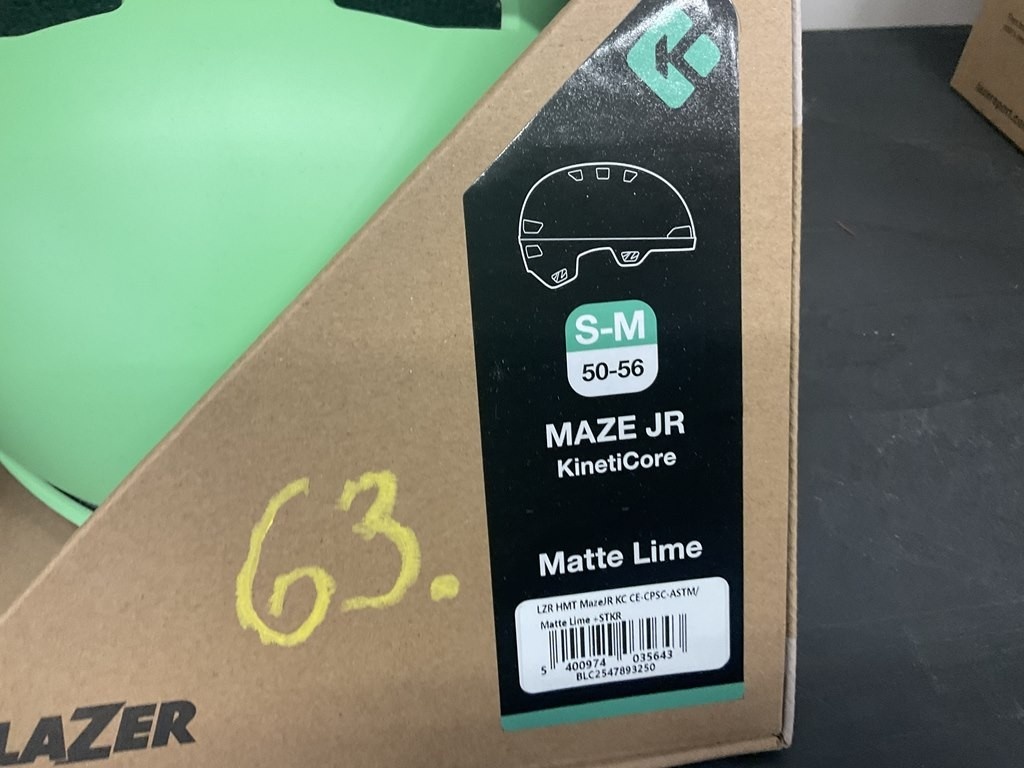 S-M
50-56
MAZE JR
KinetiCore
Matte Lime
LZR HMT MazeJR KC CE-CPSC-ASTM/
Matte Lime +STKR
5 400974 035643
BLC2547893250
63.
LAZER